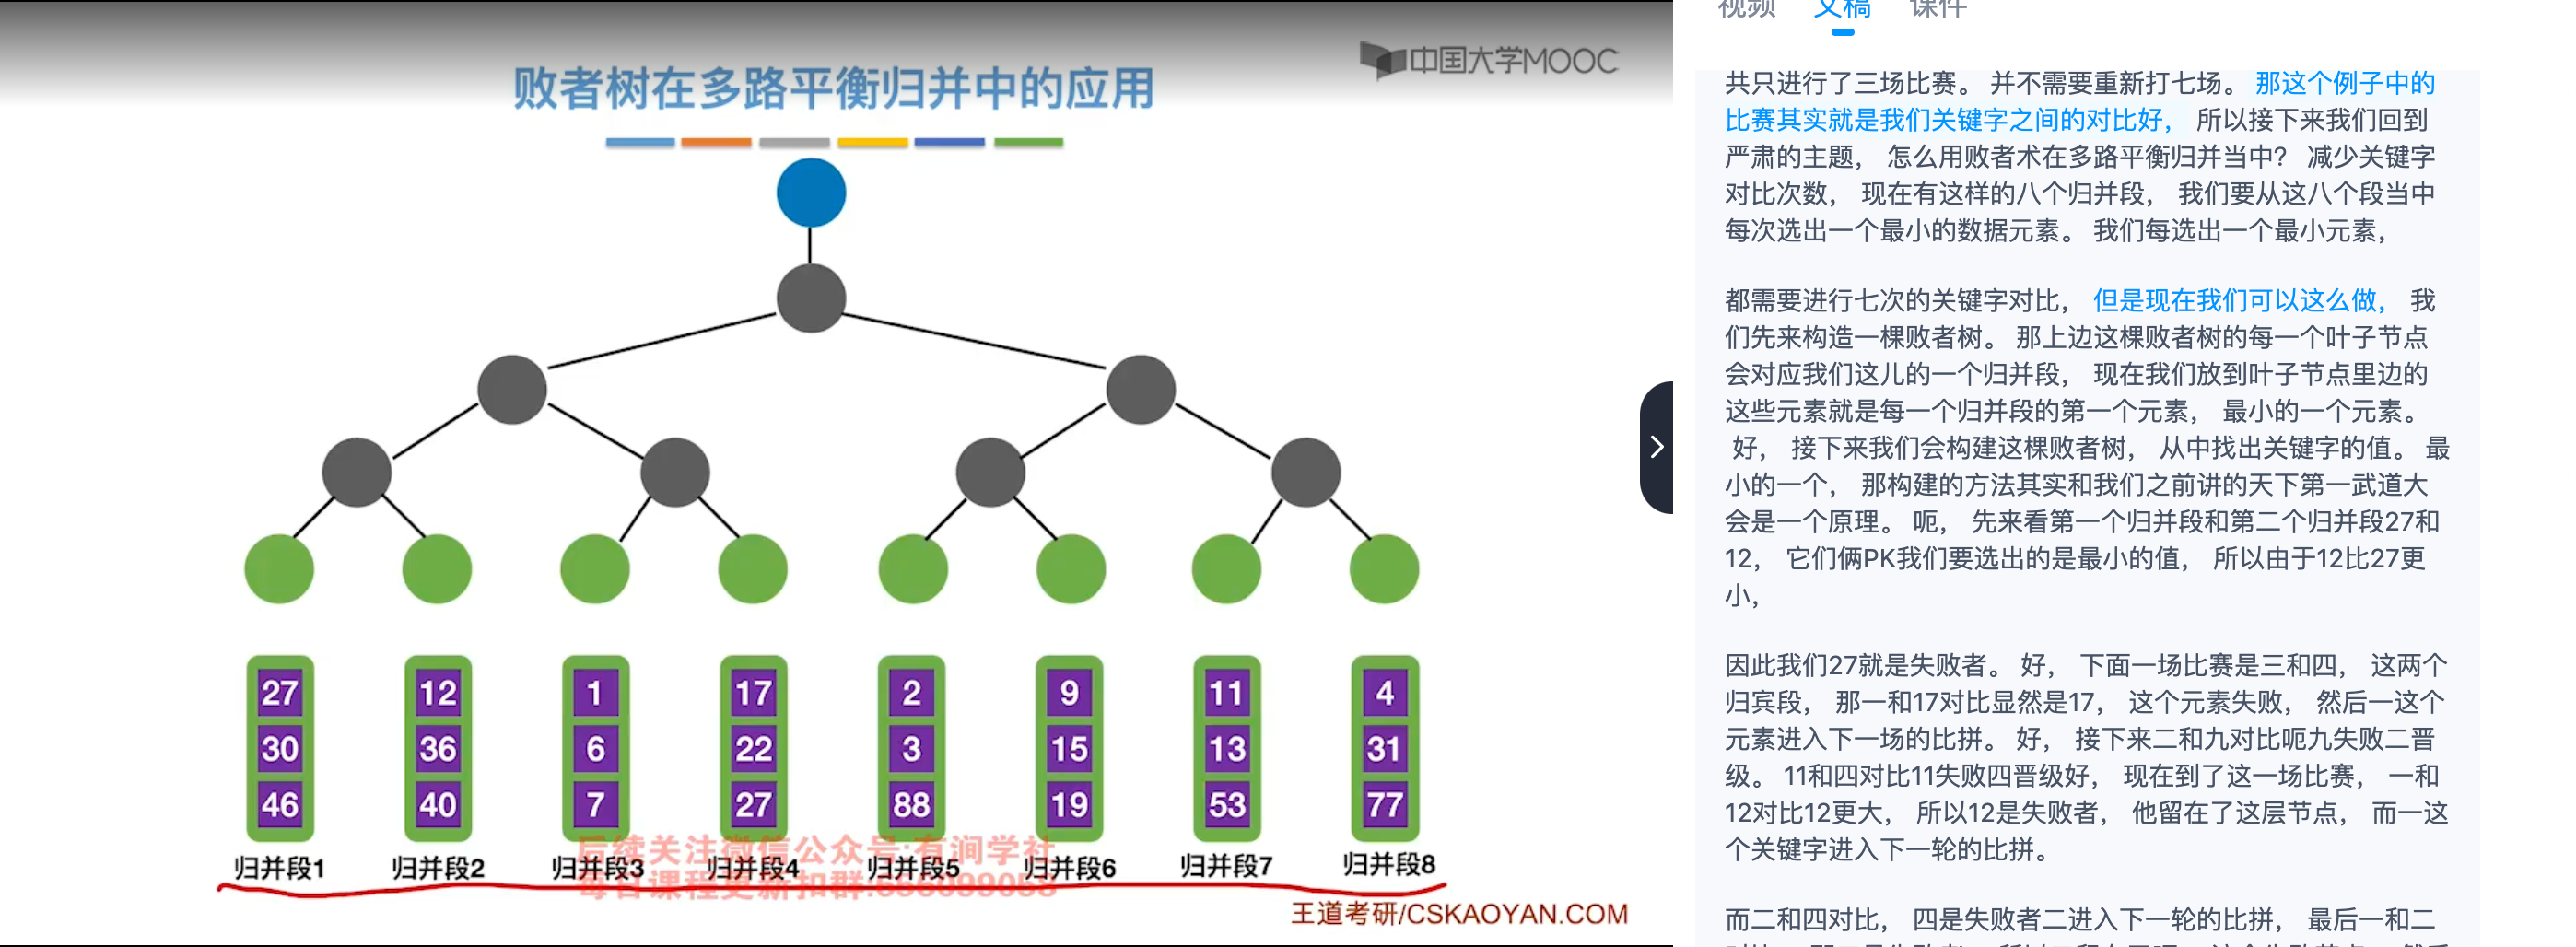 中国大学MOOC
败者树在多路平衡归并中的应用
27 12 1 17 2 9 11 4
30 36 6 22 3 15 13 31
46 40 7 27 88 19 53 77
后续关注微信公众号:有涧学社
归并段1 归并段2 归并段3 归并段4 归并段5 归并段6 归并段7 归并段8
每日课程更新扣群:
王道考研/CSKAOYAN.COM
视频 文稿 课件
共只进行了三场比赛。 并不需要重新打七场。 那这个例子中的
比赛其实就是我们关键字之间的对比好, 所以接下来我们回到
严肃的主题, 怎么用败者术在多路平衡归并当中? 减少关键字
对比次数, 现在有这样的八个归并段, 我们要从这八个段当中
每次选出一个最小的数据元素。 我们每选出一个最小元素,
都需要进行七次的关键字对比, 但是现在我们可以这么做, 我
们先来构造一棵败者树。 那上边这棵败者树的每一个叶子节点
会对应我们这儿的一个归并段, 现在我们放到叶子节点里边的
这些元素就是每一个归并段的第一个元素, 最小的一个元素。
好, 接下来我们会构建这棵败者树, 从中找出关键字的值。 最
小的一个, 那构建的方法其实和我们之前讲的天下第一武道大
会是一个原理。 呃, 先来看第一个归并段和第二个归并段27和
12, 它们俩PK我们要选出的是最小的值, 所以由于12比27更
小,
因此我们27就是失败者。 好, 下面一场比赛是三和四, 这两个
归宾段, 那一和17对比显然是17, 这个元素失败, 然后一这个
元素进入下一场的比拼。 好, 接下来二和九对比呃九失败二晋
级。 11和四对比11失败四晋级好, 现在到了这一场比赛, 一和
12对比12更大, 所以12是失败者, 他留在了这层节点, 而一这
个关键字进入下一轮的比拼。
而二和四对比, 四是失败者二进入下一轮的比拼, 最后一和二